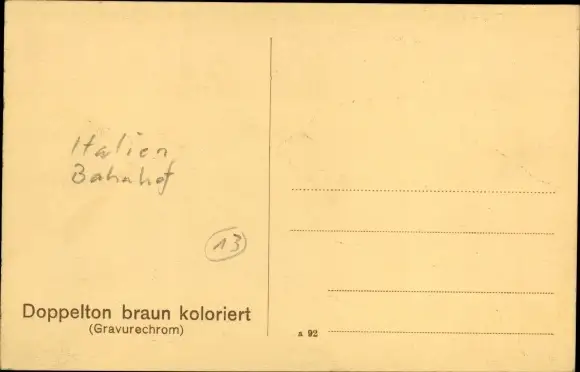 Italien
Bahnhof
13
Doppelton braun koloriert
(Gravurechrom)
a 92